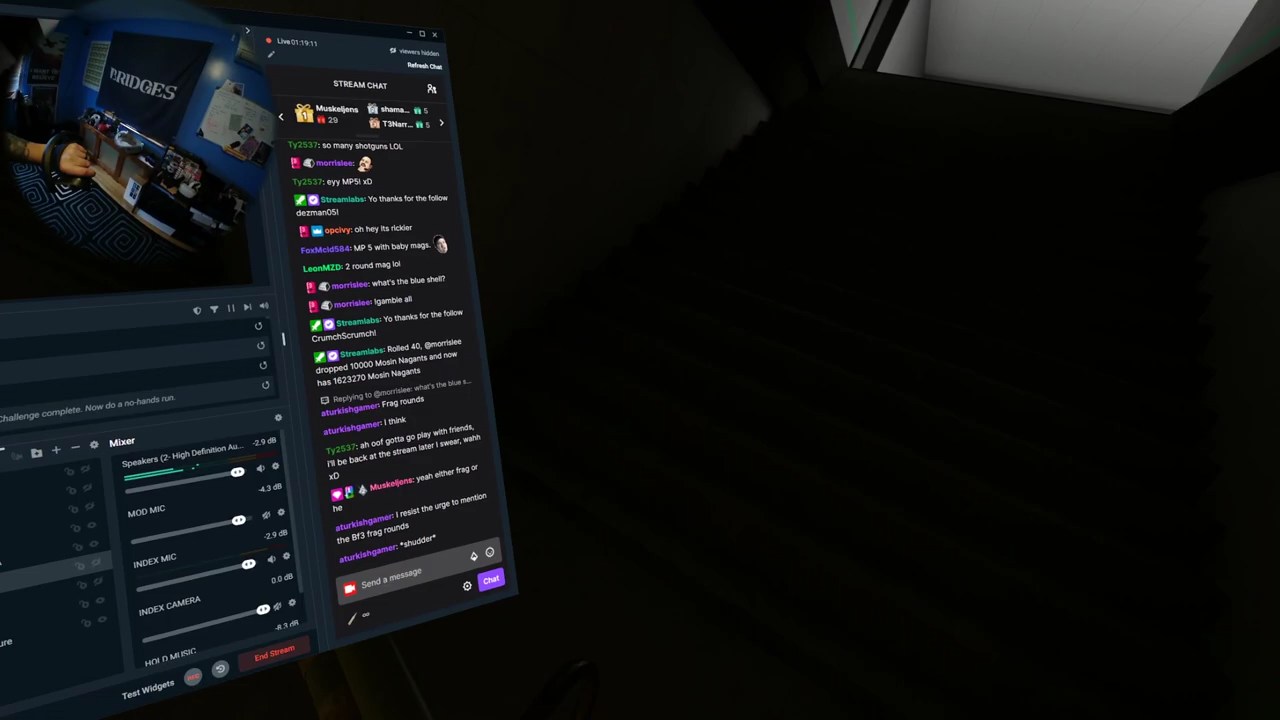 BRIDGES
Live 01:19:11
viewers hidden
Refresh Chat
STREAM CHAT
Muskeljens
29
shama... 5
T3Narr... 5
Ty2537: so many shotguns LOL
morrislee:
Ty2537: eyy MP5! xD
Streamlabs: Yo thanks for the follow
dezman05!
opcivy: oh hey its rickier
FoxMcld584: MP 5 with baby mags.
LeonMZD: 2 round mag lol
morrislee: what's the blue shell?
morrislee: !gamble all
Streamlabs: Yo thanks for the follow
CrumchScrumch!
Streamlabs: Rolled 40, @morrislee
dropped 10000 Mosin Nagants and now
has 1623270 Mosin Nagants
Replying to @morrislee: what's the blue s...
aturkishgamer: Frag rounds
aturkishgamer: I think
Ty2537: ah oof gotta go play with friends,
i'll be back at the stream later I swear, wahh
xD
Muskeljens: yeah either frag or
he
aturkishgamer: I resist the urge to mention
the Bf3 frag rounds
aturkishgamer: *shudder*
Send a message
Chat
Challenge complete. Now do a no-hands run.
Mixer
Speakers (2- High Definition Au... -2.9 dB
-4.3 dB
MOD MIC
-2.9 dB
INDEX MIC
0.0 dB
INDEX CAMERA
-8.3 dB
HOLD MUSIC
Test Widgets
REC
End Stream